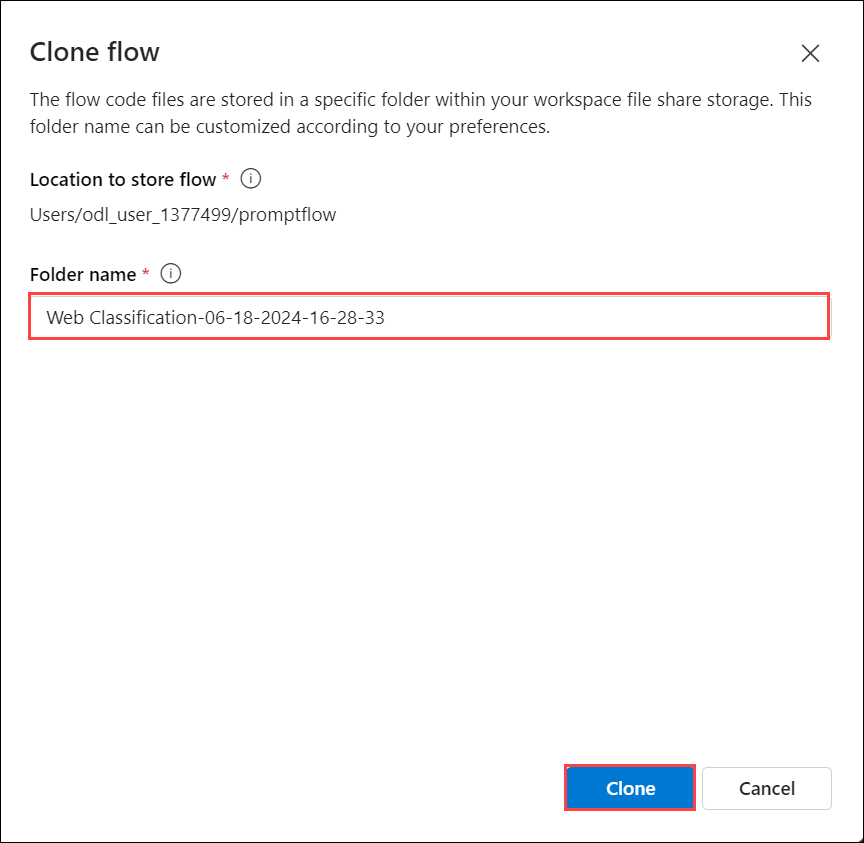 Clone flow
The flow code files are stored in a specific folder within your workspace file share storage. This
folder name can be customized according to your preferences.
Location to store flow *
Users/odl_user_1377499/promptflow
Folder name *
Web Classification-06-18-2024-16-28-33
Clone
Cancel